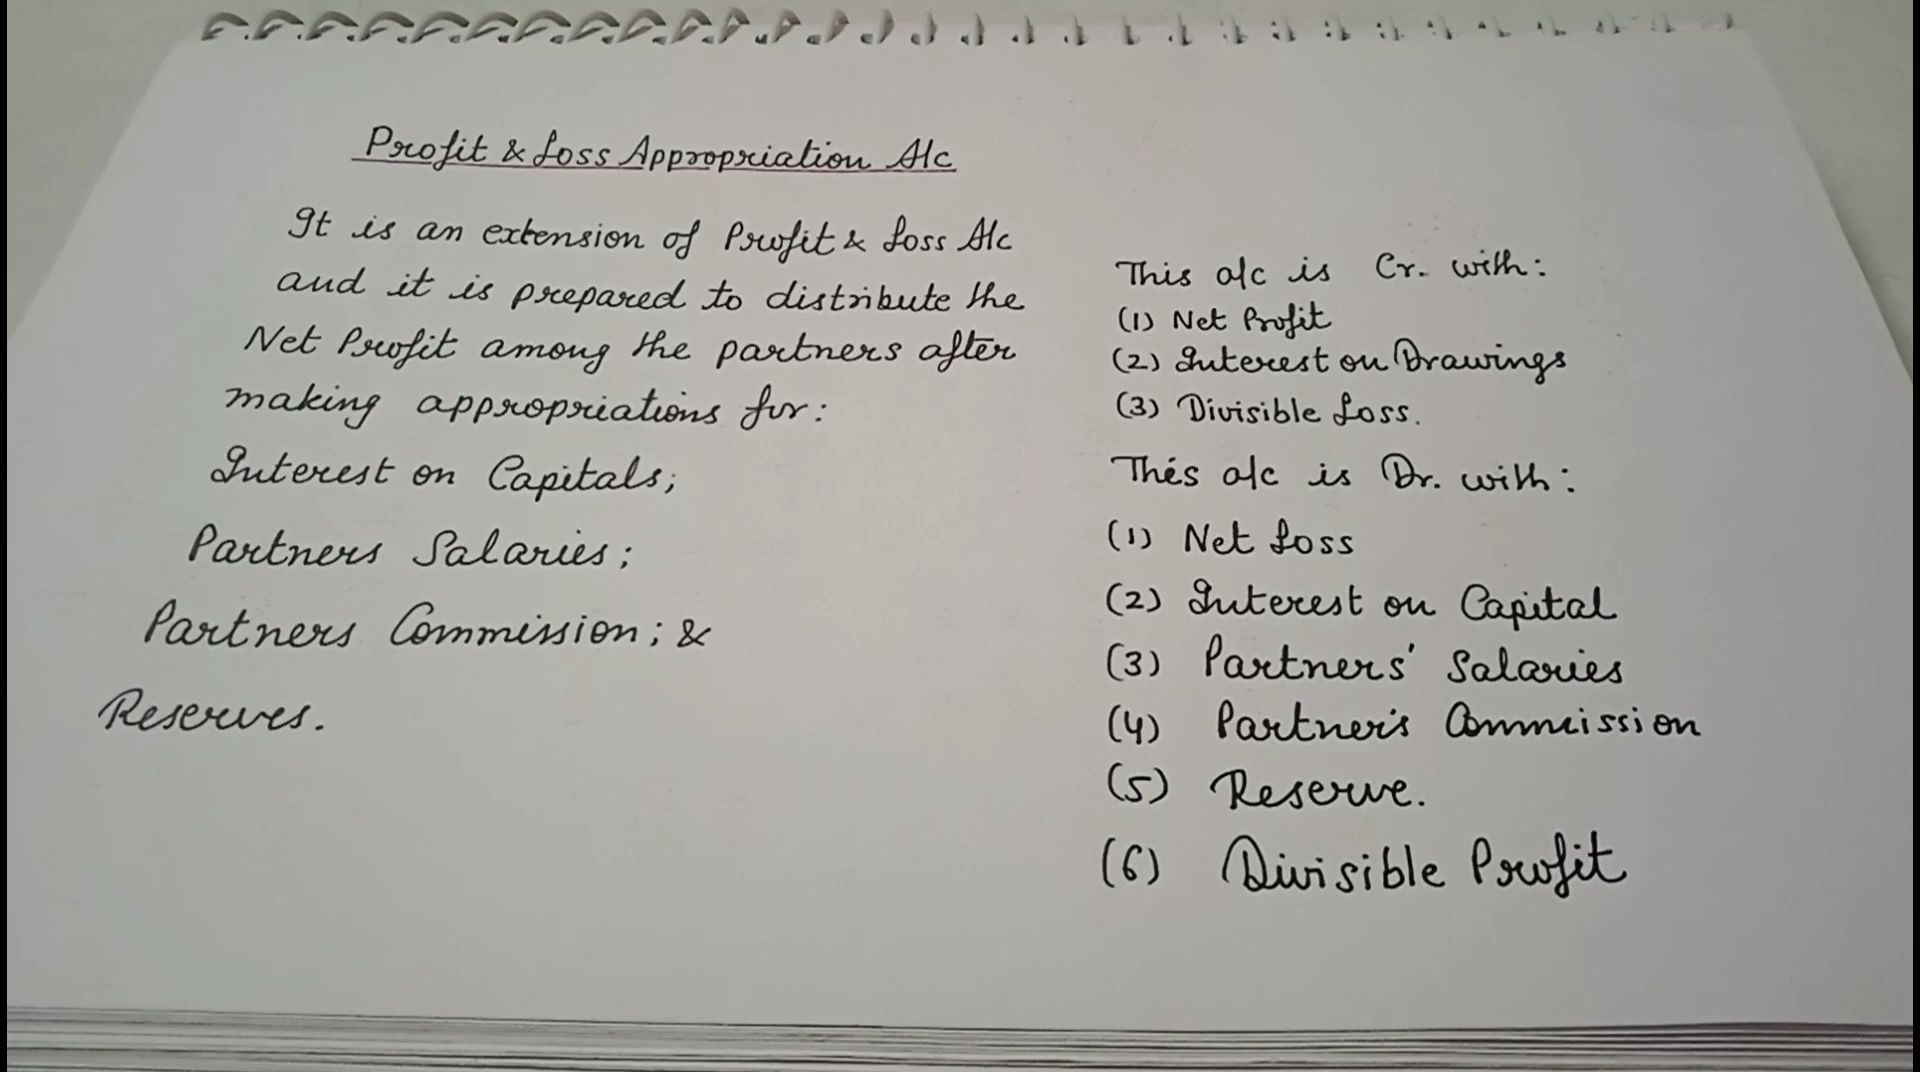 Profit & Loss Appropriation A/c
It is an extension of Profit & Loss A/c
and it is prepared to distribute the
Net Profit among the partners after
making appropriations for:
Interest on Capitals;
Partners Salaries;
Partners Commission; &
Reserves.
This a/c is Cr. with:
(1) Net Profit
(2) Interest on Drawings
(3) Divisible Loss.
This a/c is Dr. with:
(1) Net Loss
(2) Interest on Capital
(3) Partners' Salaries
(4) Partner's Commission
(5) Reserve.
(6) Divisible Profit